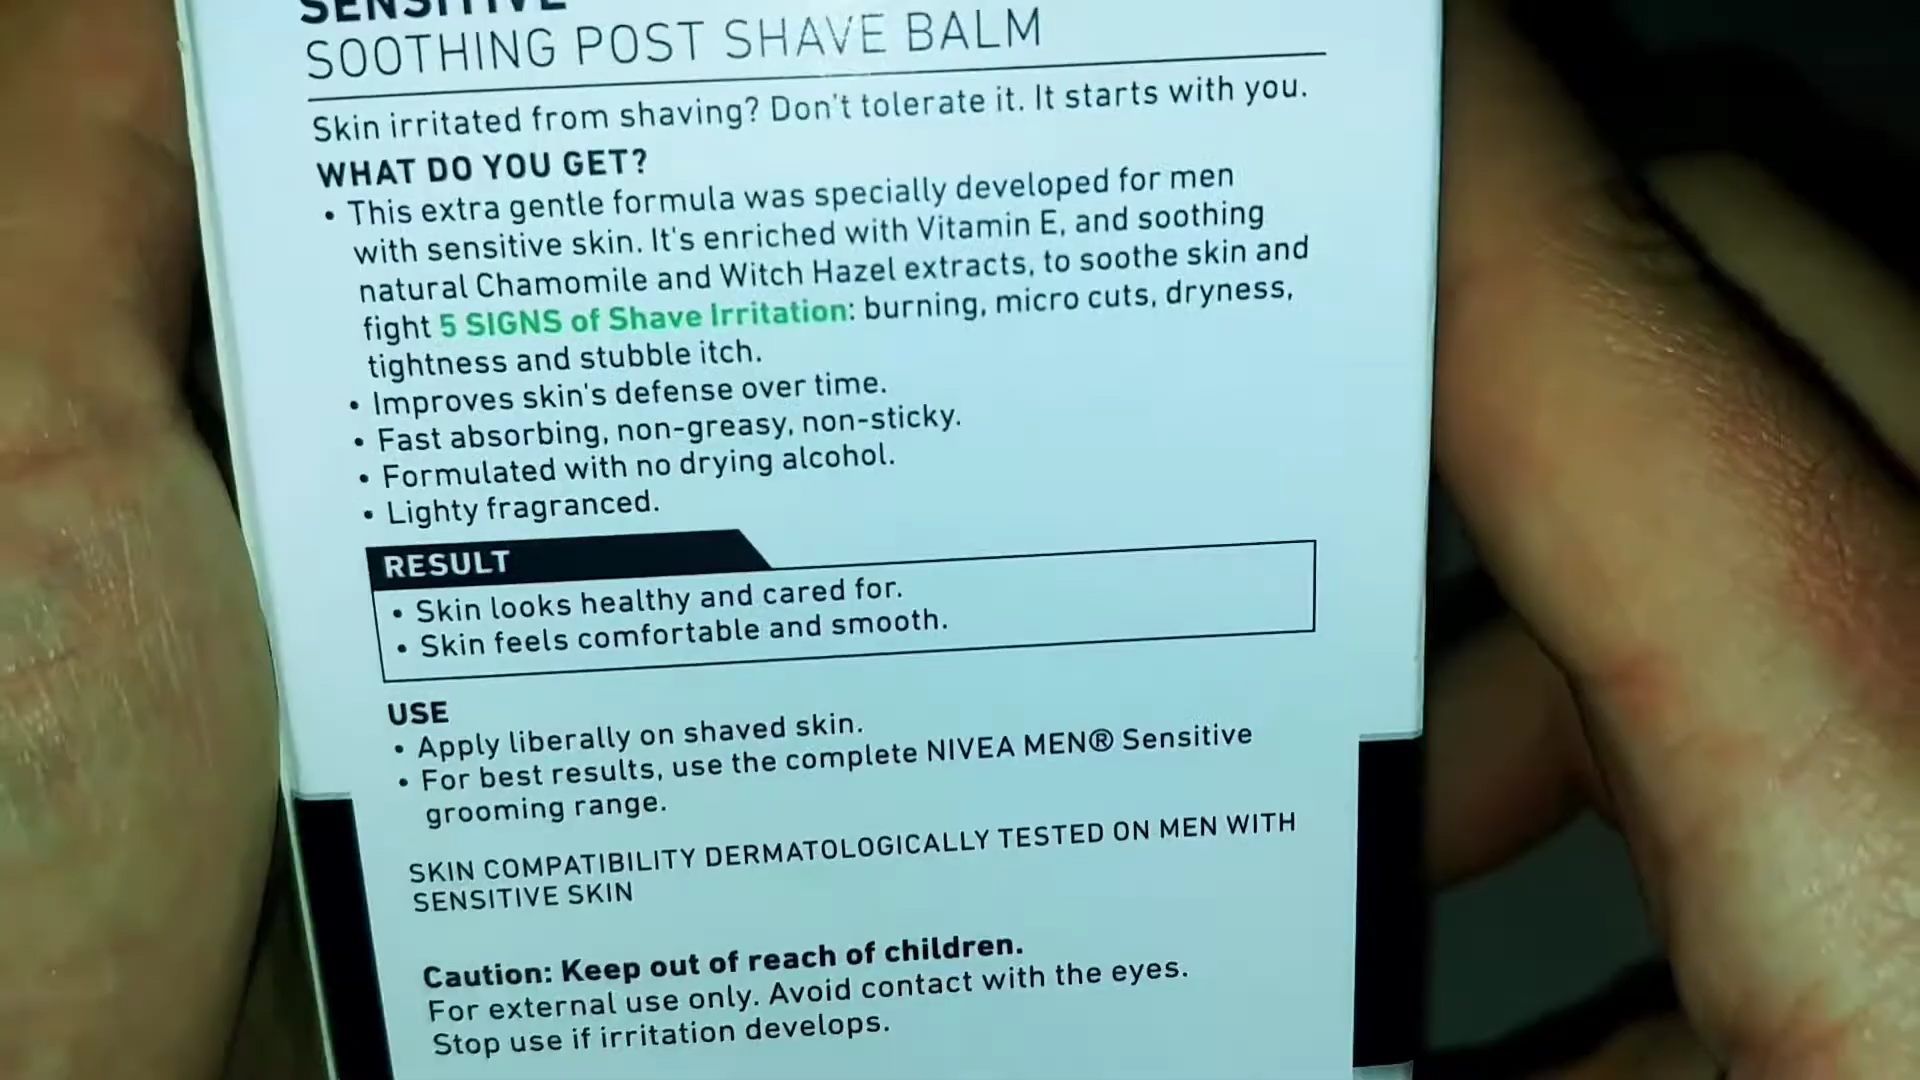 SENSITIVE
SOOTHING POST SHAVE BALM
Skin irritated from shaving? Don't tolerate it. It starts with you.
WHAT DO YOU GET?
• This extra gentle formula was specially developed for men
with sensitive skin. It's enriched with Vitamin E, and soothing
natural Chamomile and Witch Hazel extracts, to soothe skin and
fight 5 SIGNS of Shave Irritation: burning, micro cuts, dryness,
tightness and stubble itch.
• Improves skin's defense over time.
• Fast absorbing, non-greasy, non-sticky.
• Formulated with no drying alcohol.
• Lighty fragranced.
RESULT
• Skin looks healthy and cared for.
• Skin feels comfortable and smooth.
USE
• Apply liberally on shaved skin.
• For best results, use the complete NIVEA MEN® Sensitive
grooming range.
SKIN COMPATIBILITY DERMATOLOGICALLY TESTED ON MEN WITH
SENSITIVE SKIN
Caution: Keep out of reach of children.
For external use only. Avoid contact with the eyes.
Stop use if irritation develops.